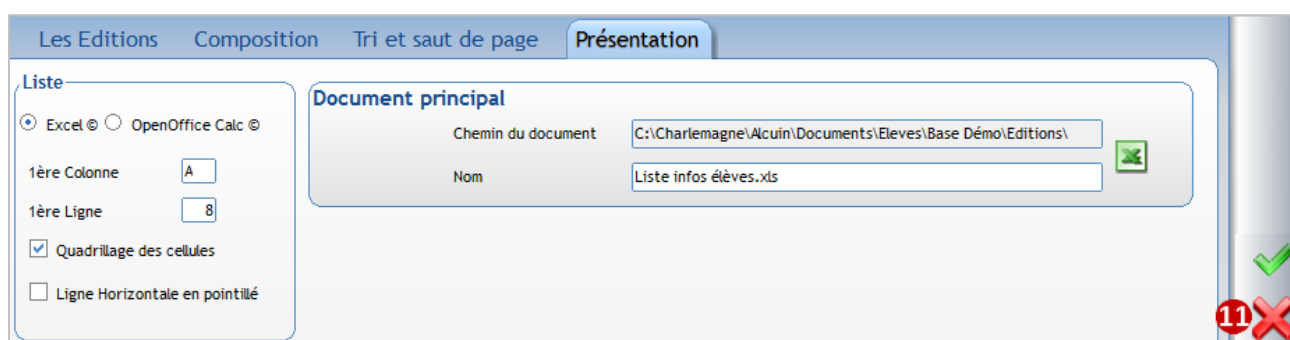 Les Editions Composition Tri et saut de page Présentation
Liste
Excel © OpenOffice Calc ©
1ère Colonne A
1ère Ligne 8
Quadrillage des cellules
Ligne Horizontale en pointillé
Document principal
Chemin du document C:\Charlemagne\Alcuin\Documents\Eleves\Base Démo\Editions\
Nom Liste infos élèves.xls
11